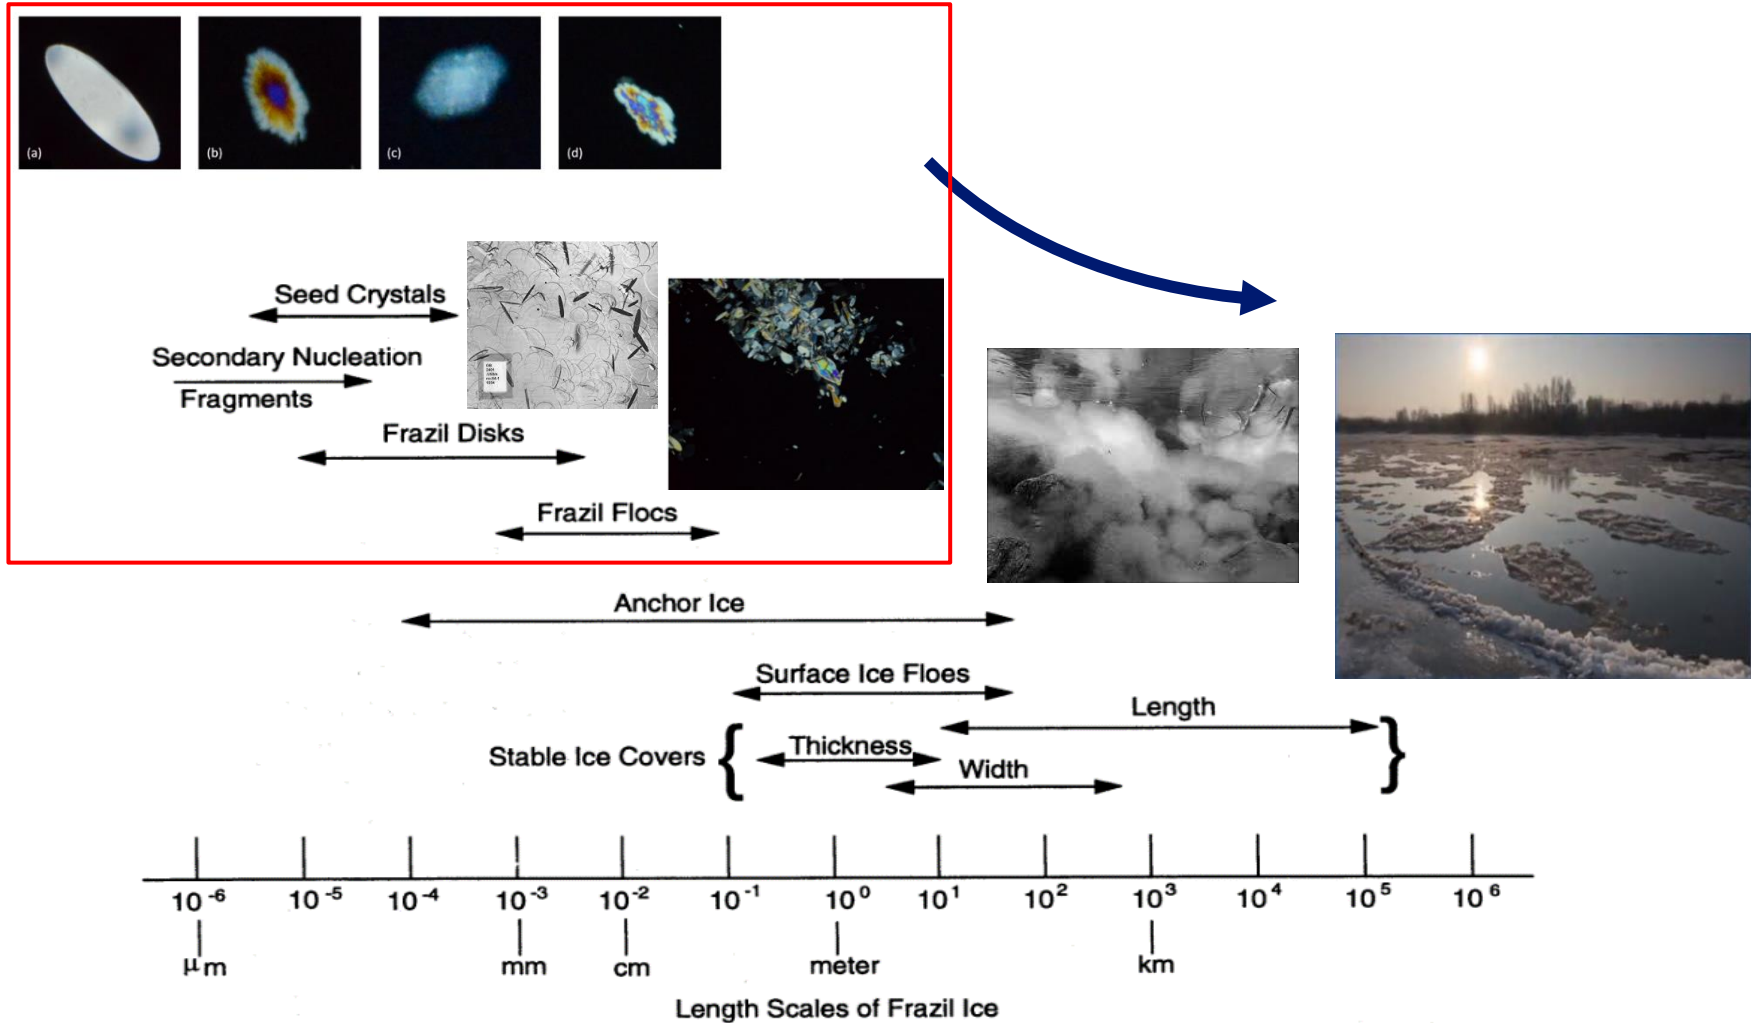 (a)
(b)
(c)
(d)
Seed Crystals
Secondary Nucleation
Fragments
Frazil Disks
Frazil Flocs
Anchor Ice
Surface Ice Floes
Length
Stable Ice Covers { Thickness }
Width
10⁻⁶ 10⁻⁵ 10⁻⁴ 10⁻³ 10⁻² 10⁻¹ 10⁰ 10¹ 10² 10³ 10⁴ 10⁵ 10⁶
μm mm cm meter km
Length Scales of Frazil Ice